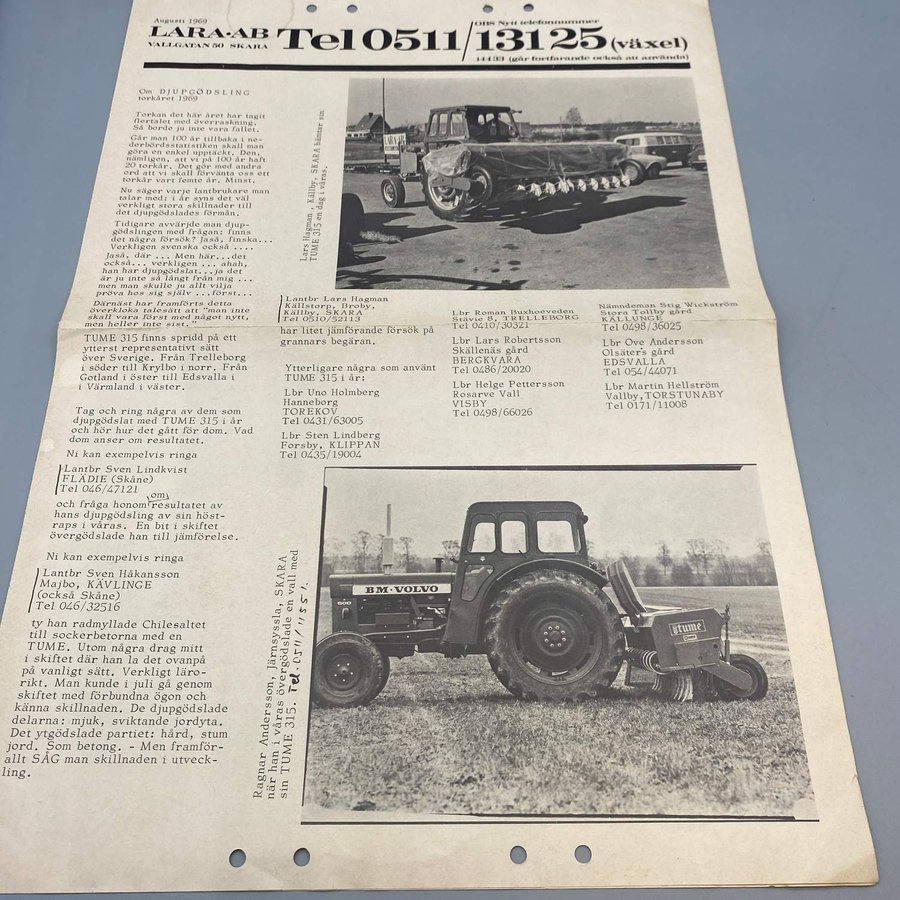 Augusti 1969
LARA·AB
VALLGATAN 50 SKARA
Tel 0511/13125 (växel)
OBS Nytt telefonnummer
14433 (går fortfarande också att använda)
Om DJUPGÖDSLING
torkåret 1969
Torkan det här året har tagit
flertalet med överraskning.
Så borde ju inte vara fallet.
Går man 100 år tillbaka i ne-
derbördsstatistiken skall man
göra en enkel upptäckt. Den,
nämligen, att vi på 100 år haft
20 torkår. Det gör med andra
ord att vi skall förvänta oss ett
torkår vart femte år. Minst.
Nu säger varje lantbrukare man
talar med; i år syns det väl
verkligt stora skillnader till
det djupgödslades förmån.
Tidigare avvärjde man djup-
gödslingen med frågan: finns
det några försök? Jaså, finska...
Verkligen svenska också ....
Jaså, där ... Men här...det
också... verkligen ... ahah,
han har djupgödslat...ja det
är ju inte så långt från mig ...
men man skulle ju allt vilja
pröva hos sig själv ...först...
Därnäst har framförts detta
överkloka talesätt att "man inte
skall vara först med något nytt,
men heller inte sist."
TUME 315 finns spridd på ett
ytterst representativt sätt
över Sverige. Från Trelleborg
i söder till Krylbo i norr. Från
Gotland i öster till Edsvalla i
i Värmland i väster.
Tag och ring några av dem som
djupgödslat med TUME 315 i år
och hör hur det gått för dom. Vad
dom anser om resultatet.
Ni kan exempelvis ringa
Lantbr Sven Lindkvist
FLÄDIE (Skåne)
Tel 046/47121
och fråga honom om resultatet av
hans djupgödsling av sin höst-
raps i våras. En bit i skiftet
övergödslade han till jämförelse.
Ni kan exempelvis ringa
Lantbr Sven Håkansson
Majbo, KÄVLINGE
(också Skåne)
Tel 046/32516
ty han radmyllade Chilesaltet
till sockerbetorna med en
TUME. Utom några drag mitt
i skiftet där han la det ovanpå
på vanligt sätt. Verkligt läro-
rikt. Man kunde i juli gå genom
skiftet med förbundna ögon och
känna skillnaden. De djupgödslade
delarna: mjuk, sviktande jordyta.
Det ytgödslade partiet: hård, stum
jord. Som betong. - Men framför-
allt SÅG man skillnaden i utveck-
ling.
Lars Hagman, Källby, SKARA hämtar sin
TUME 315 en dag i våras.
LARA-AB
Lantbr Lars Hagman
Källstorp, Broby,
Källby, SKARA
Tel 0510/52113
har litet jämförande försök på
grannars begäran.
Ytterligare några som använt
TUME 315 i år:
Lbr Uno Holmberg
Hanneborg
TOREKOV
Tel 0431/63005
Lbr Sten Lindberg
Forsby, KLIPPAN
Tel 0435/19004
Lbr Roman Buxhoeveden
Stävie 8, TRELLEBORG
Tel 0410/30321
Lbr Lars Robertsson
Skällenäs gård
BERGKVARA
Tel 0486/20020
Lbr Helge Pettersson
Rosarve Vall
VISBY
Tel 0498/66026
Nämndeman Stig Wickström
Stora Tollby gård
KÄLLUNGE
Tel 0498/36025
Lbr Ove Andersson
Olsäters gård
EDSVALLA
Tel 054/44071
Lbr Martin Hellström
Vallby, TORSTUNABY
Tel 0171/11008
Ragnar Andersson, Järnsyssla, SKARA
när han i våras övergödslade en vall med
sin TUME 315. Tel. 0511/11551.
BM-VOLVO
600
tume